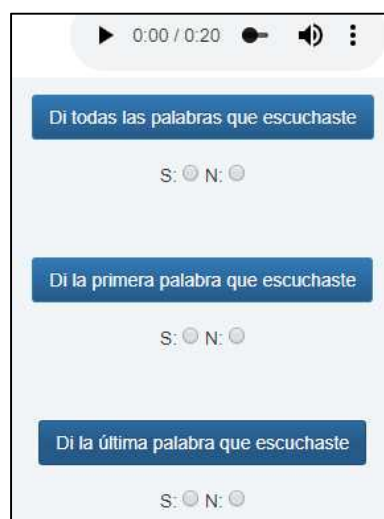 0:00 / 0:20
Di todas las palabras que escuchaste
S: N:
Di la primera palabra que escuchaste
S: N:
Di la última palabra que escuchaste
S: N: